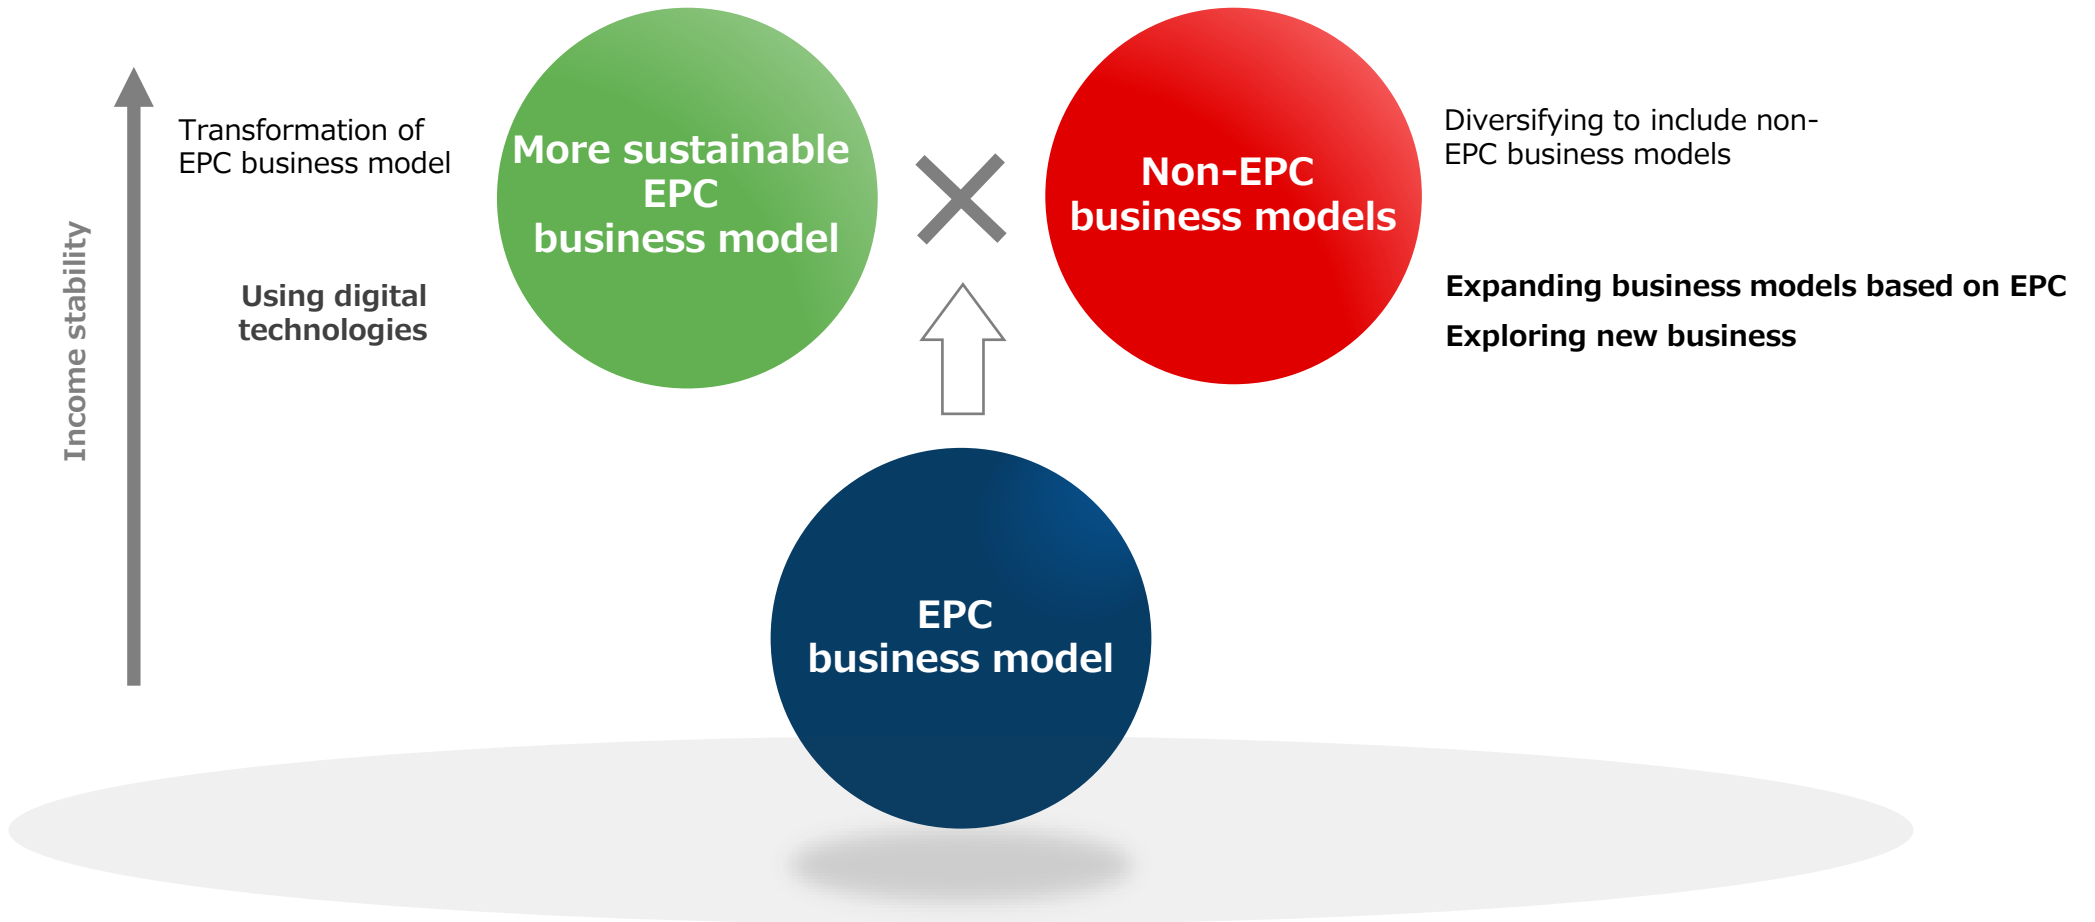 Income stability
Transformation of
EPC business model
Using digital
technologies
More sustainable
EPC
business model
Non-EPC
business models
Diversifying to include non-
EPC business models
Expanding business models based on EPC
Exploring new business
EPC
business model